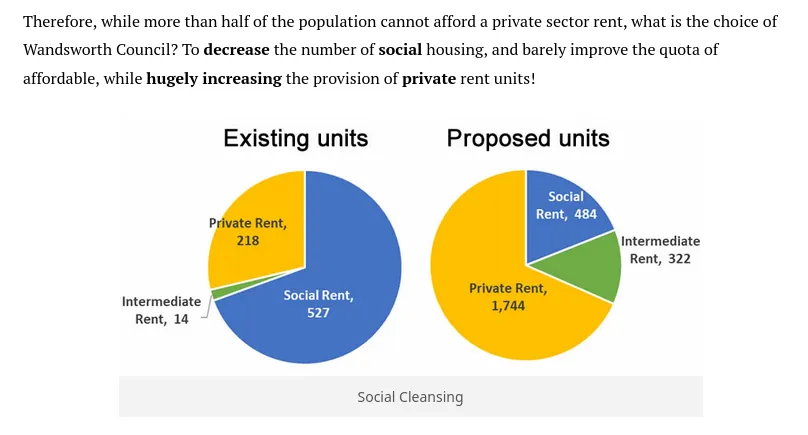 Therefore, while more than half of the population cannot afford a private sector rent, what is the choice of
Wandsworth Council? To decrease the number of social housing, and barely improve the quota of
affordable, while hugely increasing the provision of private rent units!
Existing units
Private Rent,
218
Intermediate
Rent, 14
Social Rent,
527
Proposed units
Social
Rent, 484
Intermediate
Rent, 322
Private Rent,
1,744
Social Cleansing